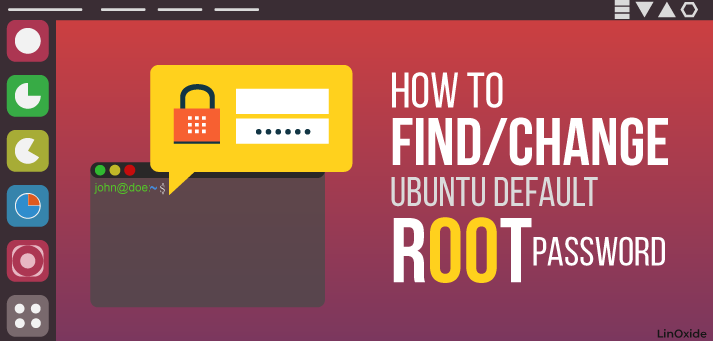 john@doe:~$
HOW TO
FIND/CHANGE
UBUNTU DEFAULT
ROOT PASSWORD
LinOxide